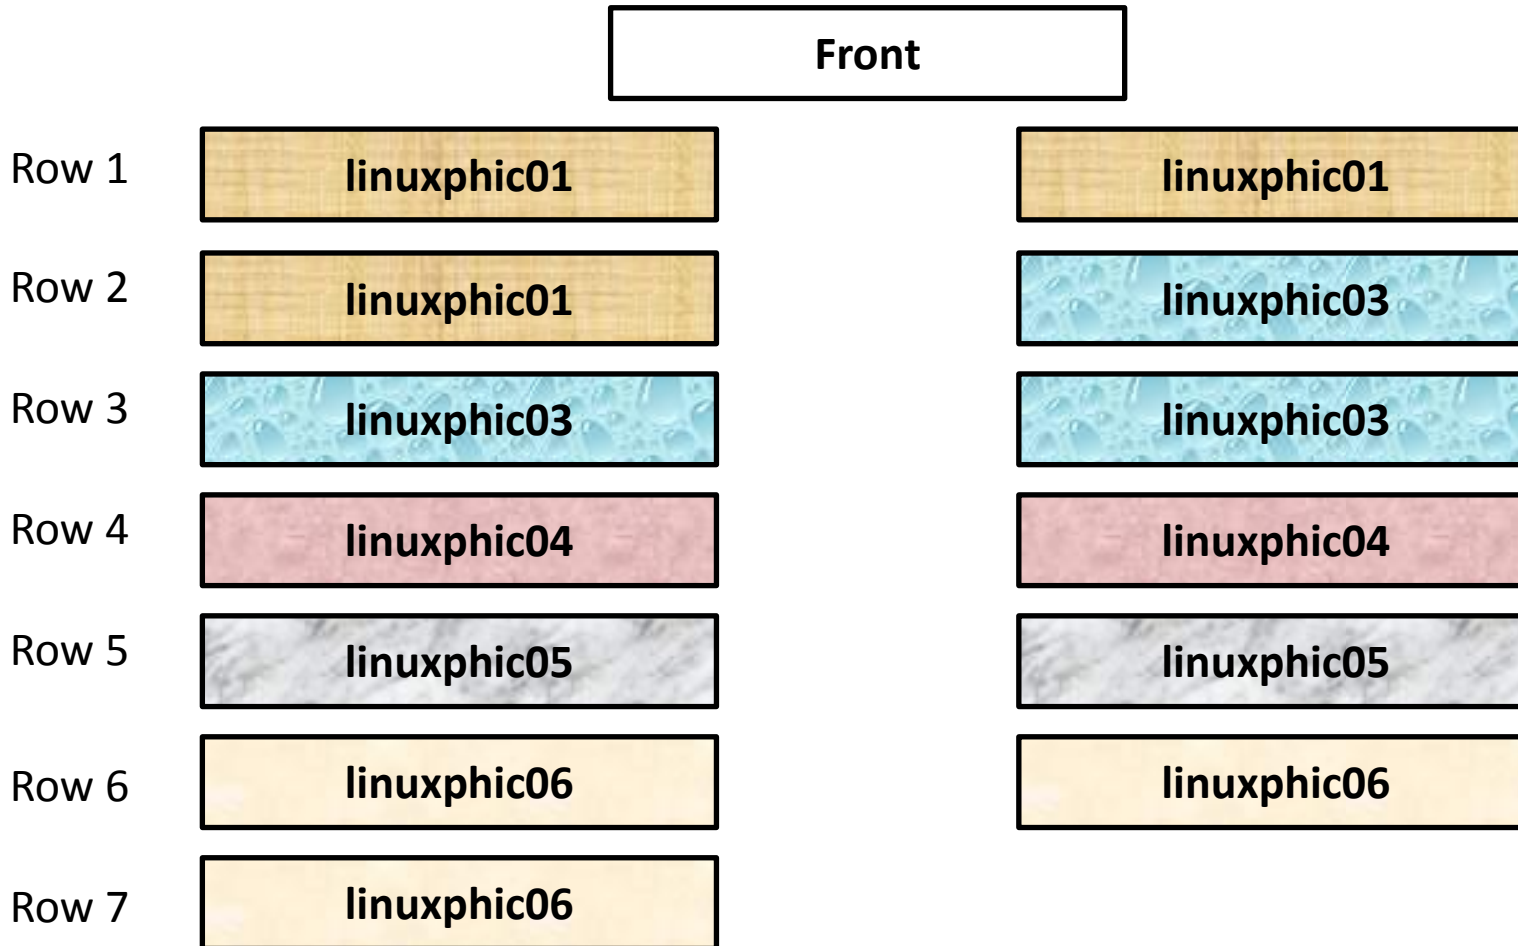 Front
Row 1 linuxphic01 linuxphic01
Row 2 linuxphic01 linuxphic03
Row 3 linuxphic03 linuxphic03
Row 4 linuxphic04 linuxphic04
Row 5 linuxphic05 linuxphic05
Row 6 linuxphic06 linuxphic06
Row 7 linuxphic06